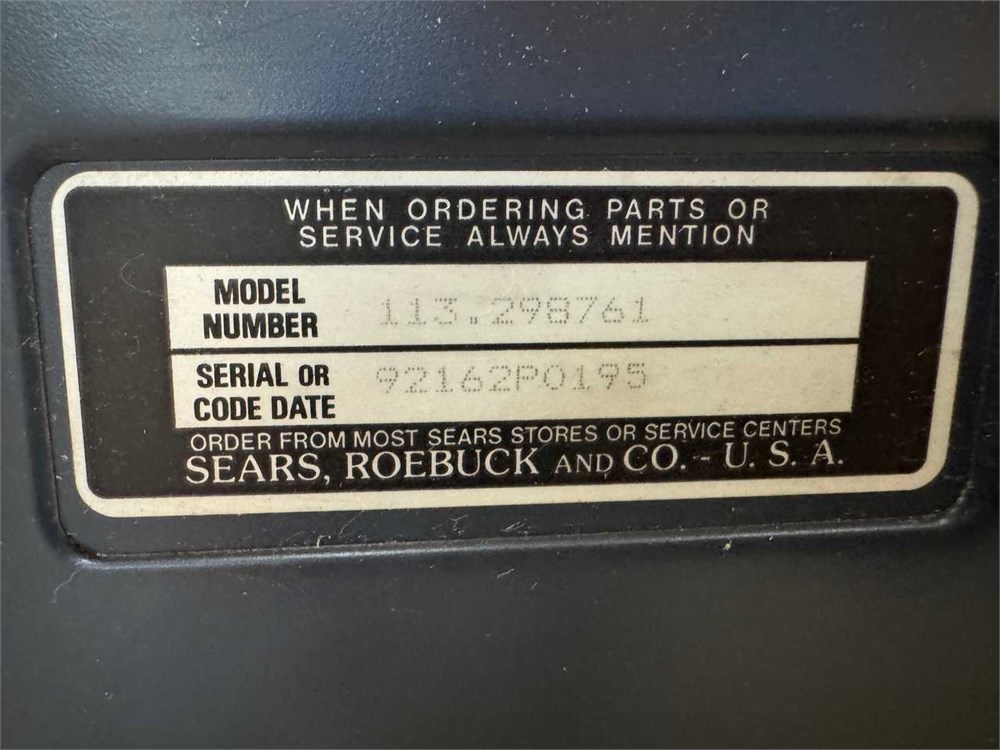 WHEN ORDERING PARTS OR
SERVICE ALWAYS MENTION
MODEL
NUMBER 113.298761
SERIAL OR
CODE DATE 92162P0195
ORDER FROM MOST SEARS STORES OR SERVICE CENTERS
SEARS, ROEBUCK AND CO. - U. S. A.